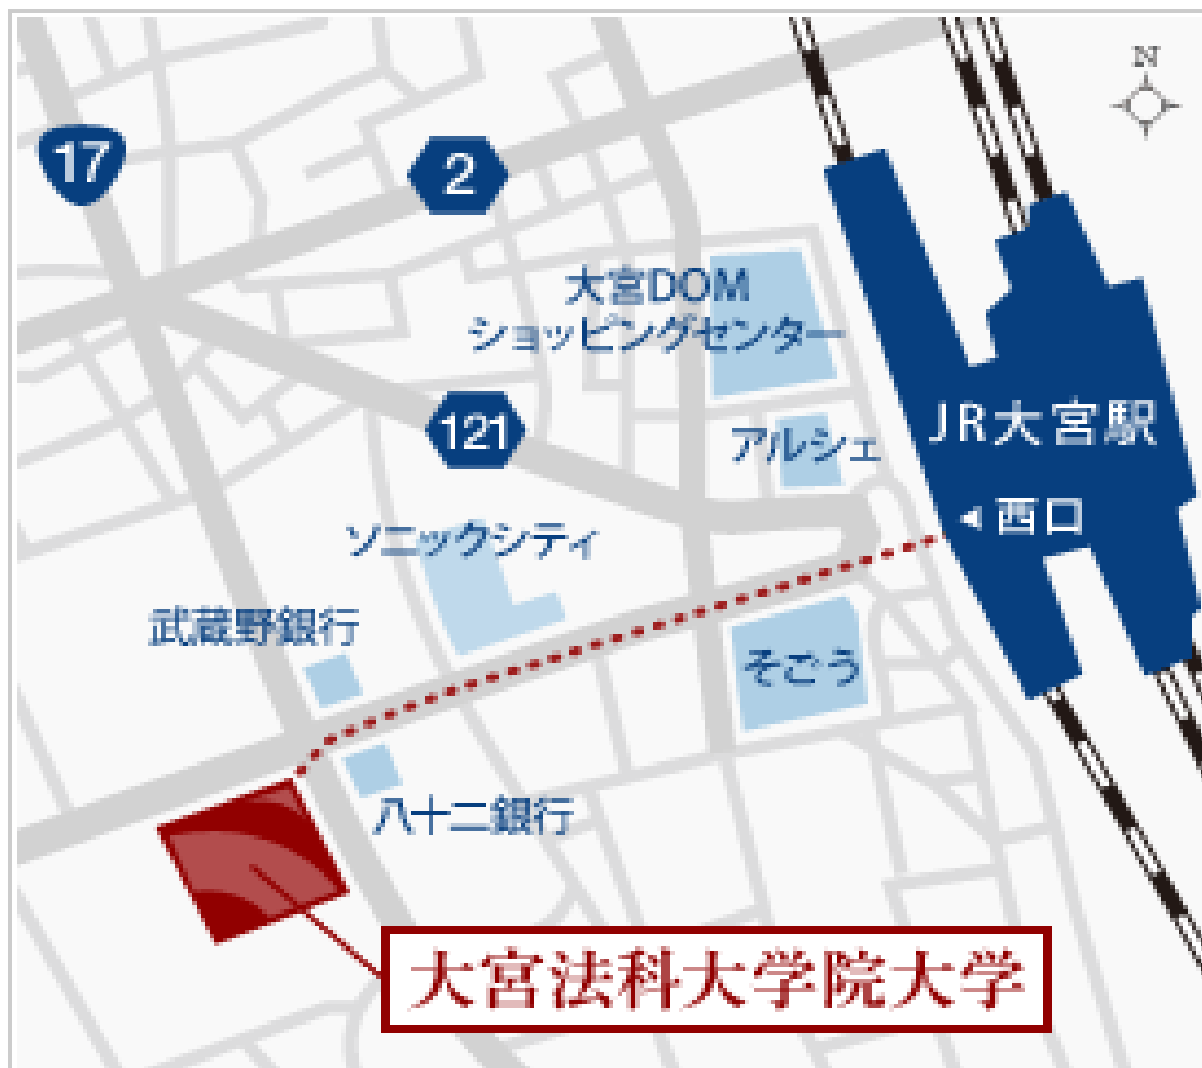 N
17
2
大宮DOM
ショッピングセンター
121
アルシェ
JR大宮駅
◀西口
ソニックシティ
武蔵野銀行
そごう
八十二銀行
大宮法科大学院大学